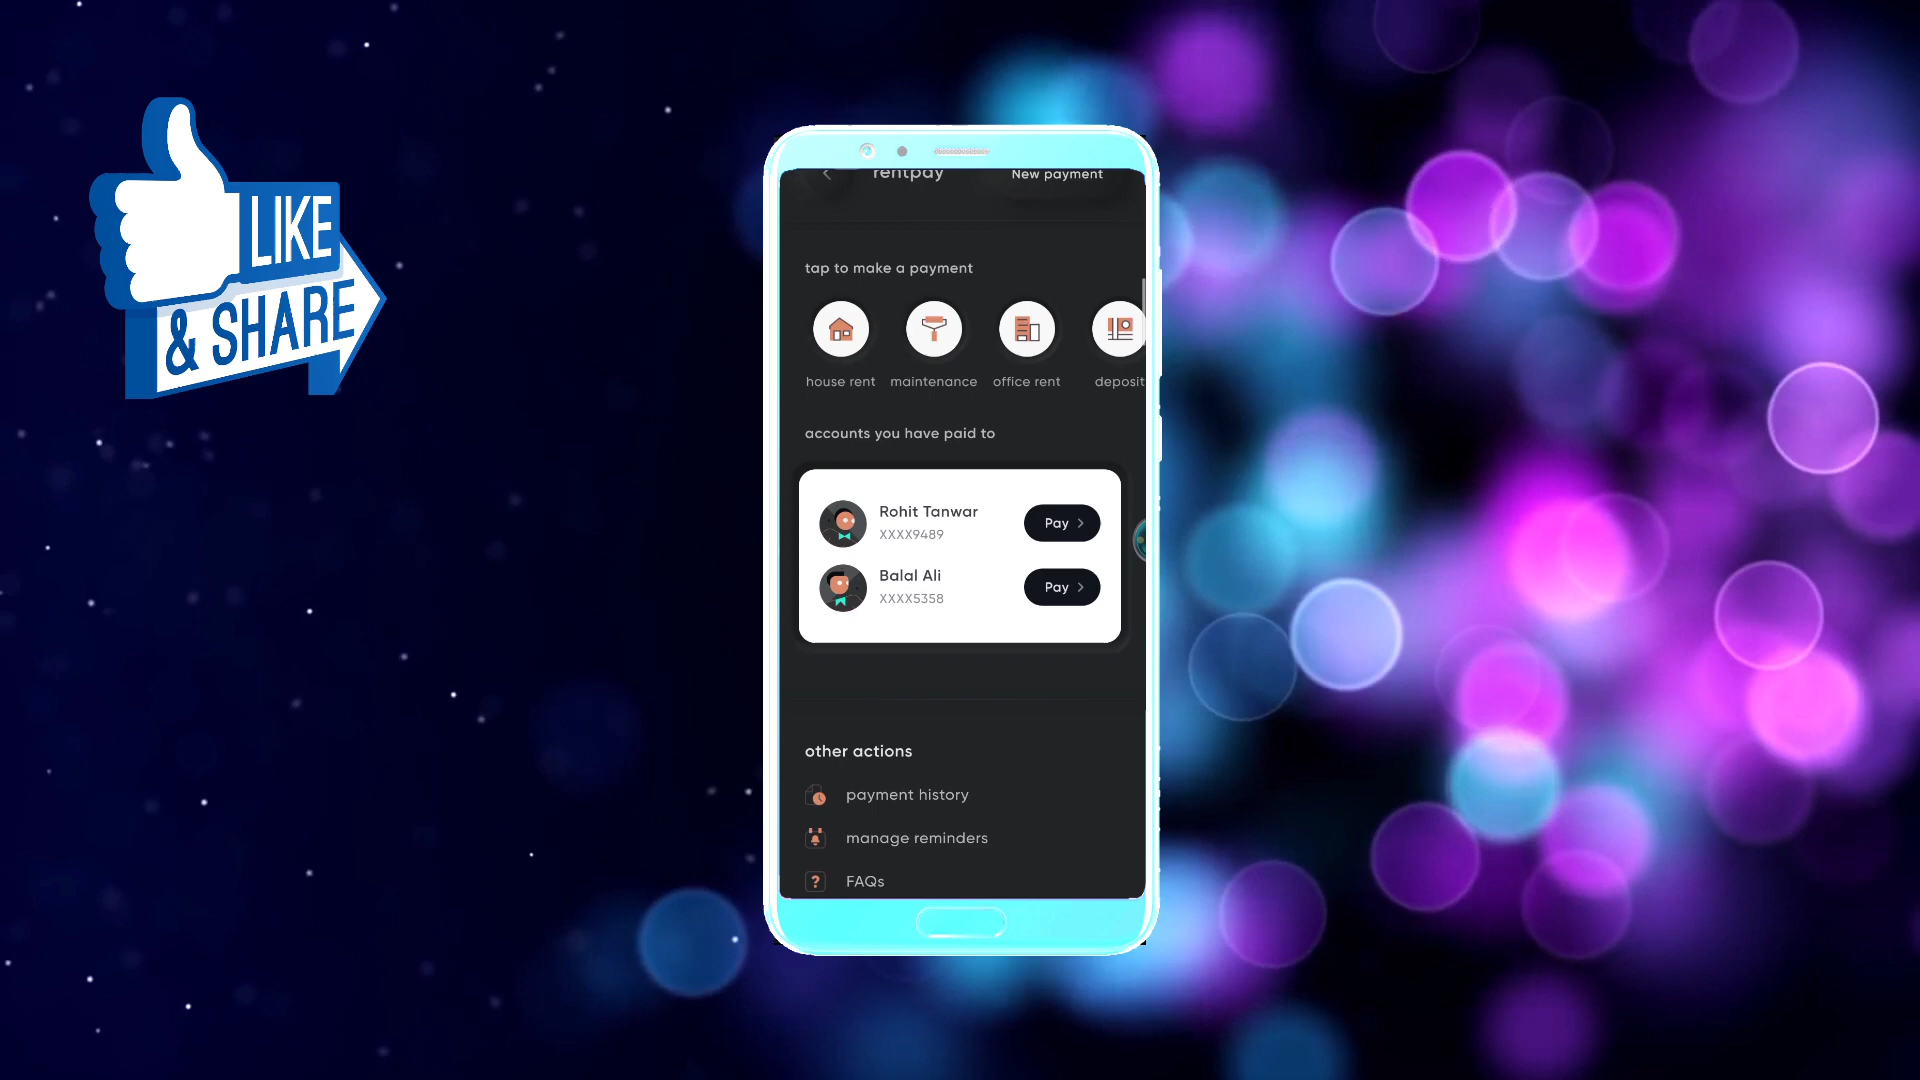 LIKE
& SHARE
rentpay
New payment
tap to make a payment
house rent
maintenance
office rent
deposit
accounts you have paid to
Rohit Tanwar
XXXX9489
Pay
Balal Ali
XXXX5358
Pay
other actions
payment history
manage reminders
FAQs